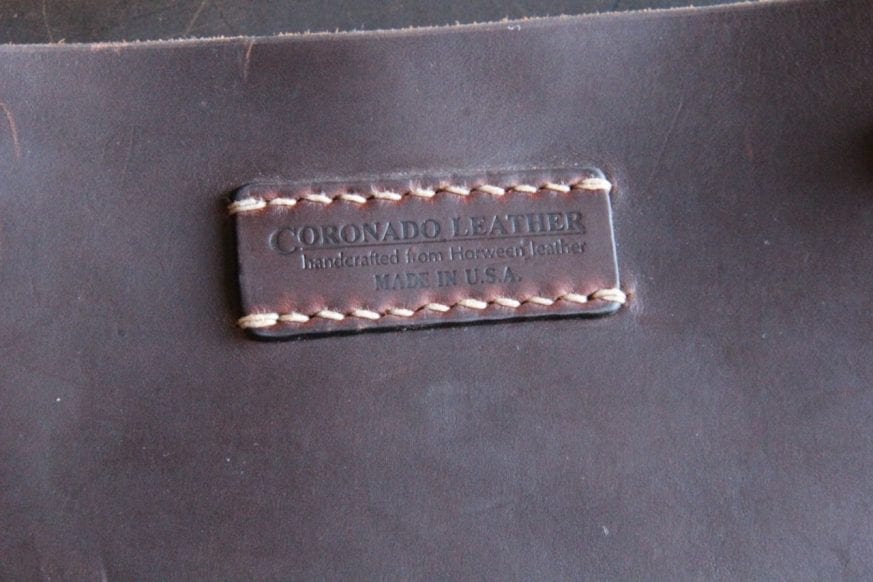 CORONADO LEATHER
handcrafted from Horween leather
MADE IN U.S.A.